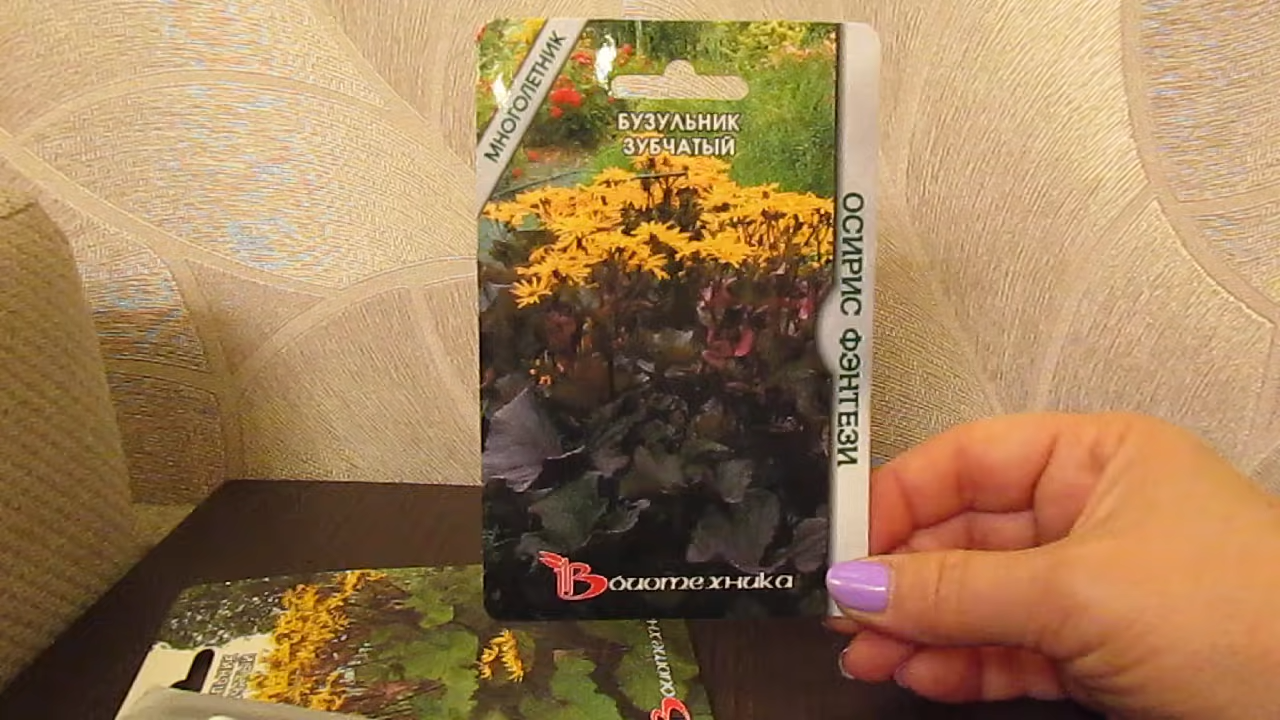 МНОГОЛЕТНИК
БУЗУЛЬНИК
ЗУБЧАТЫЙ
ОСИРИС ФЭНТЕЗИ
Биотехника